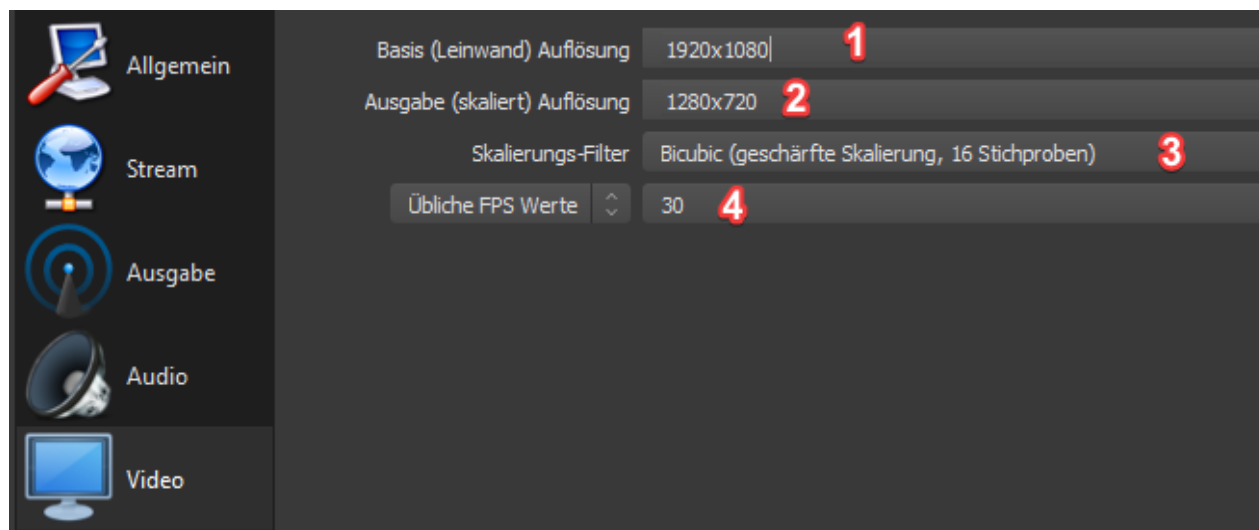 Allgemein
Stream
Ausgabe
Audio
Video
Basis (Leinwand) Auflösung 1920x1080 1
Ausgabe (skaliert) Auflösung 1280x720 2
Skalierungs-Filter Bicubic (geschärfte Skalierung, 16 Stichproben) 3
Übliche FPS Werte 30 4